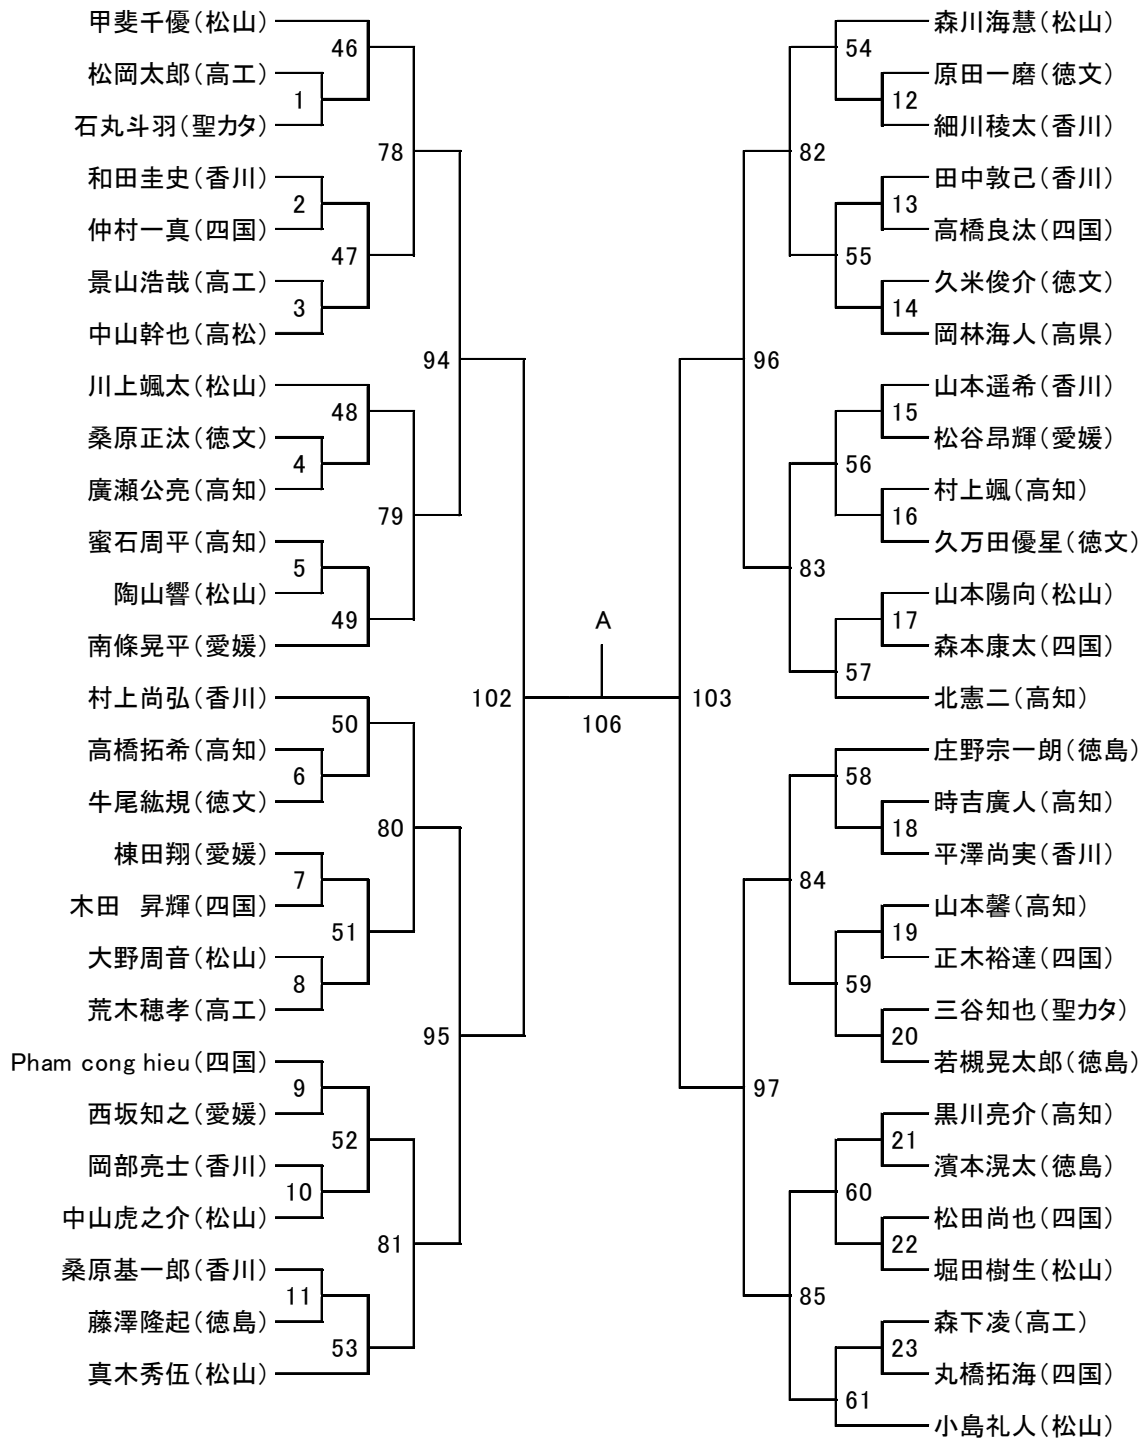 甲斐千優(松山)
松岡太郎(高工)
石丸斗羽(聖カタ)
和田圭史(香川)
仲村一真(四国)
景山浩哉(高工)
中山幹也(高松)
川上颯太(松山)
桑原正汰(徳文)
廣瀬公亮(高知)
蜜石周平(高知)
陶山響(松山)
南條晃平(愛媛)
村上尚弘(香川)
高橋拓希(高知)
牛尾紘規(徳文)
棟田翔(愛媛)
木田　昇輝(四国)
大野周音(松山)
荒木穂孝(高工)
Pham cong hieu(四国)
西坂知之(愛媛)
岡部亮士(香川)
中山虎之介(松山)
桑原基一郎(香川)
藤澤隆起(徳島)
真木秀伍(松山)
1
2
3
4
5
6
7
8
9
10
11
46
47
48
49
50
51
52
53
78
79
80
81
94
95
102
A
106
103
96
97
82
83
84
85
54
55
56
57
58
59
60
61
12
13
14
15
16
17
18
19
20
21
22
23
森川海慧(松山)
原田一磨(徳文)
細川稜太(香川)
田中敦己(香川)
高橋良汰(四国)
久米俊介(徳文)
岡林海人(高県)
山本遥希(香川)
松谷昂輝(愛媛)
村上颯(高知)
久万田優星(徳文)
山本陽向(松山)
森本康太(四国)
北憲二(高知)
庄野宗一朗(徳島)
時吉廣人(高知)
平澤尚実(香川)
山本馨(高知)
正木裕達(四国)
三谷知也(聖カタ)
若槻晃太郎(徳島)
黒川亮介(高知)
濱本滉太(徳島)
松田尚也(四国)
堀田樹生(松山)
森下凌(高工)
丸橋拓海(四国)
小島礼人(松山)